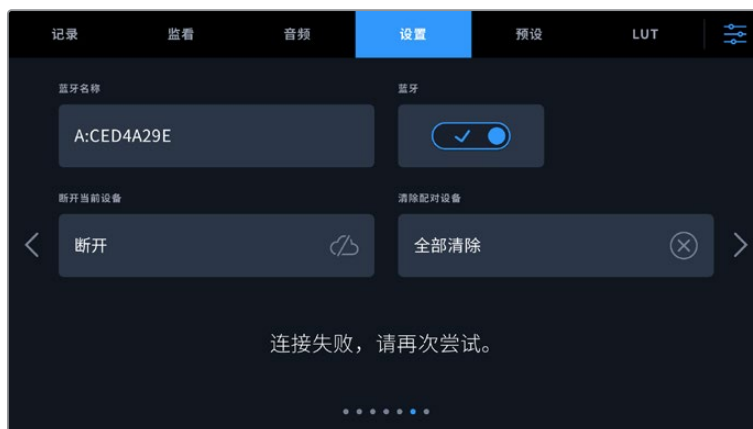 记录 监看 音频 设置 预设 LUT
蓝牙名称 蓝牙
A:CED4A29E
断开当前设备 清除配对设备
断开 全部清除
连接失败，请再次尝试。